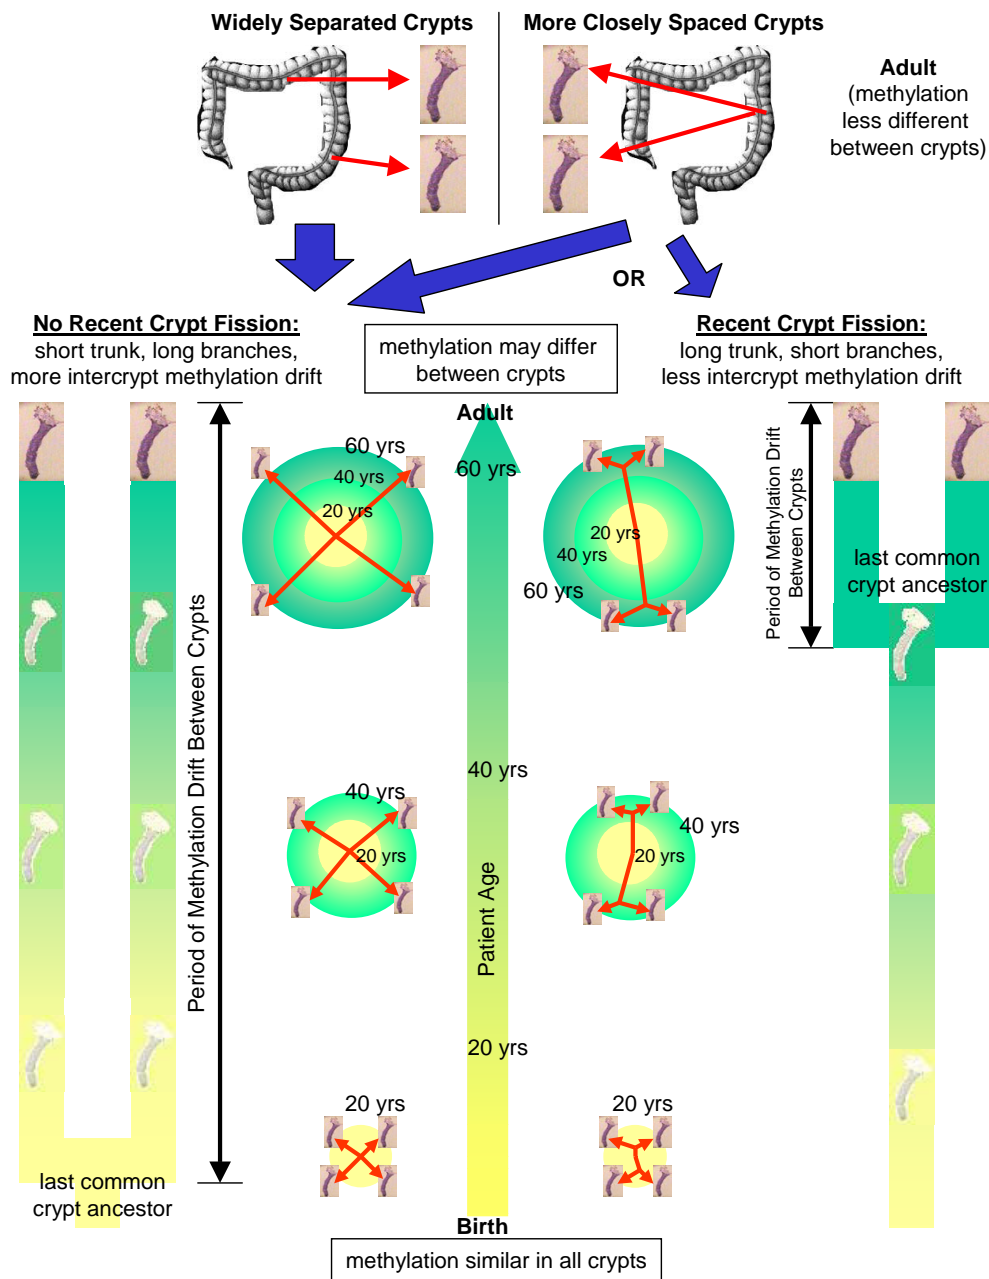 Widely Separated Crypts
More Closely Spaced Crypts
Adult
(methylation
less different
between crypts)
OR
No Recent Crypt Fission:
short trunk, long branches,
more intercrypt methylation drift
methylation may differ
between crypts
Recent Crypt Fission:
long trunk, short branches,
less intercrypt methylation drift
Adult
60 yrs
40 yrs
20 yrs
60 yrs
20 yrs
40 yrs
60 yrs
Period of Methylation Drift
Between Crypts
last common
crypt ancestor
Period of Methylation Drift Between Crypts
40 yrs
40 yrs
20 yrs
40 yrs
20 yrs
Patient Age
20 yrs
20 yrs
20 yrs
last common
crypt ancestor
Birth
methylation similar in all crypts